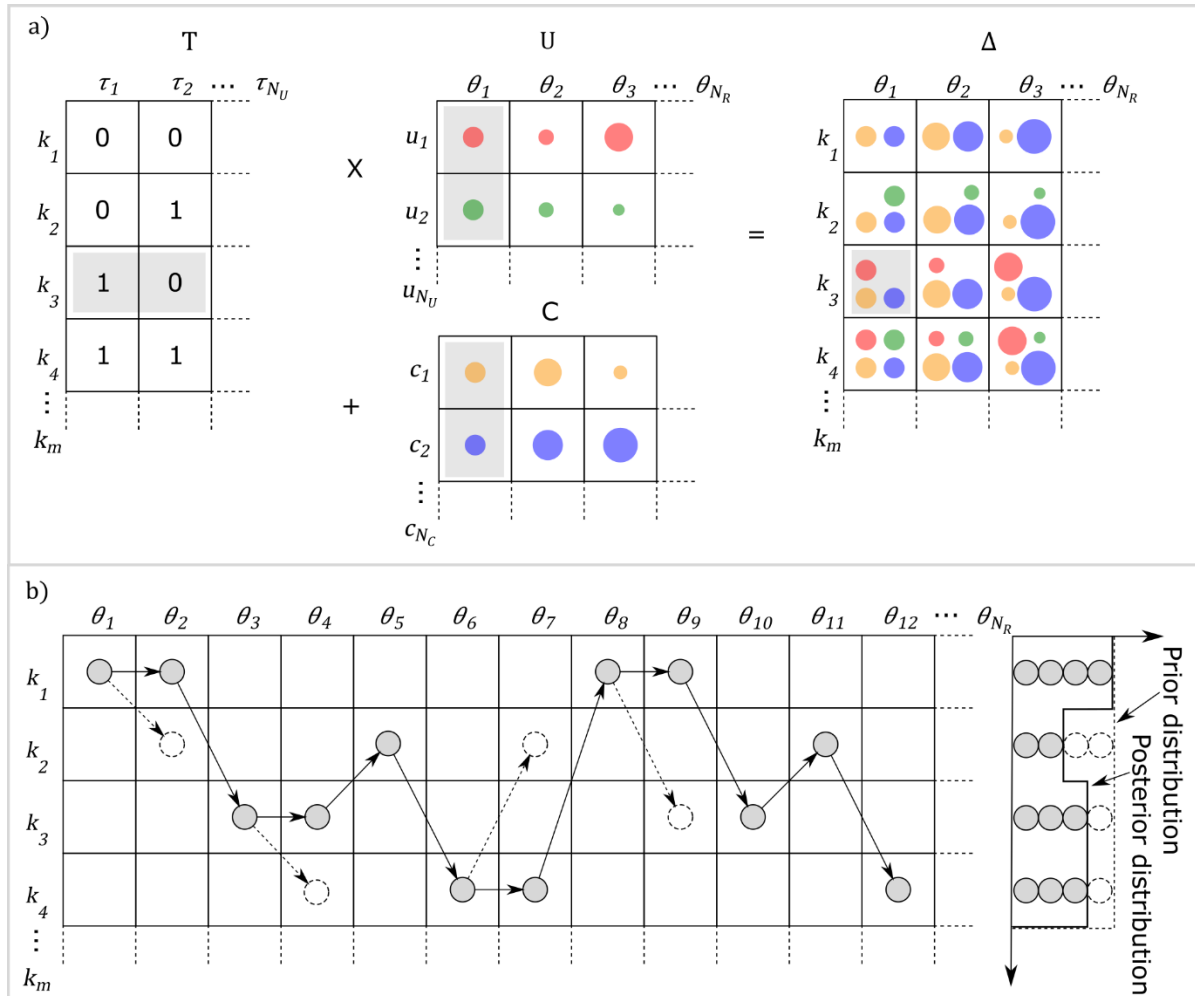 a)
T U Δ
τ1 τ2 ⋯ τNU
θ1 θ2 θ3 ⋯ θNR
θ1 θ2 θ3 ⋯ θNR
k1 0 0 u1 k1
X
k2 0 1 u2 k2
=
k3 1 0 ⋮ k3
uNU
C
k4 1 1 c1 k4
⋮ + ⋮
km c2 km
⋮
cNC
b)
θ1 θ2 θ3 θ4 θ5 θ6 θ7 θ8 θ9 θ10 θ11 θ12 ⋯ θNR
k1
k2
k3
k4
⋮
km
Prior distribution
Posterior distribution